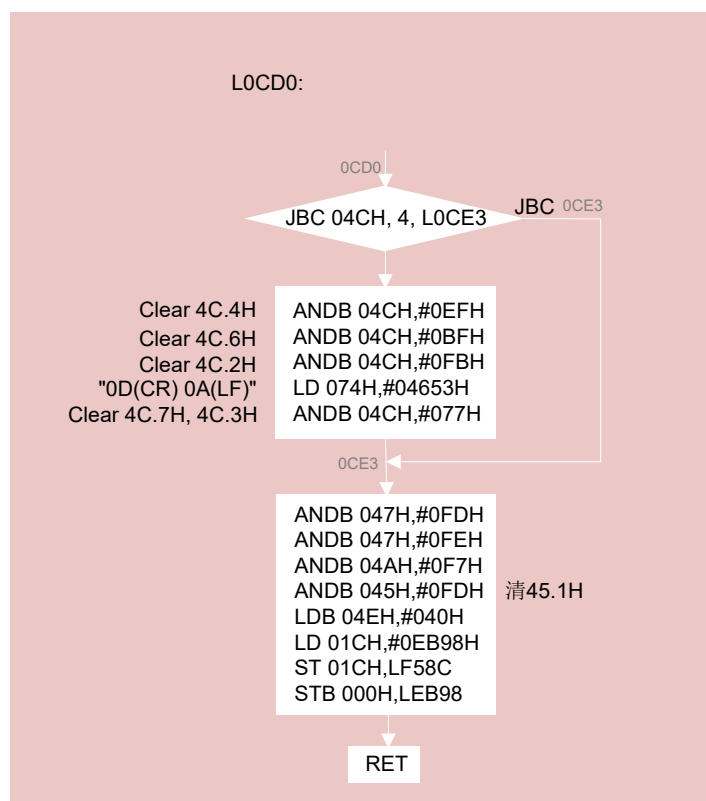 L0CD0:
0CD0
JBC 04CH, 4, L0CE3
JBC 0CE3
Clear 4C.4H ANDB 04CH,#0EFH
Clear 4C.6H ANDB 04CH,#0BFH
Clear 4C.2H ANDB 04CH,#0FBH
"0D(CR) 0A(LF)" LD 074H,#04653H
Clear 4C.7H, 4C.3H ANDB 04CH,#077H
0CE3
ANDB 047H,#0FDH
ANDB 047H,#0FEH
ANDB 04AH,#0F7H
ANDB 045H,#0FDH 清45.1H
LDB 04EH,#040H
LD 01CH,#0EB98H
ST 01CH,LF58C
STB 000H,LEB98
RET